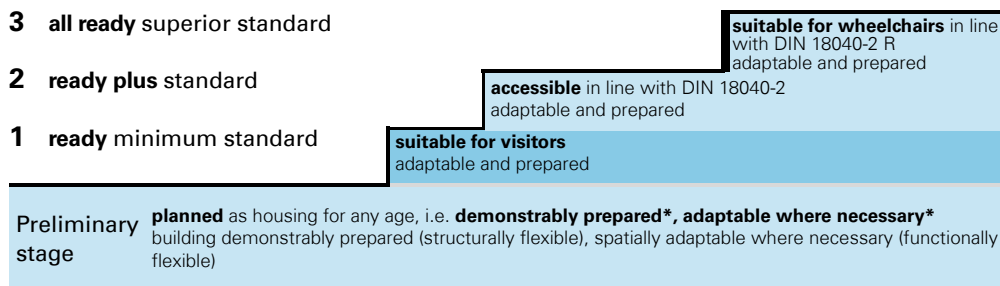 3 all ready superior standard
suitable for wheelchairs in line
with DIN 18040-2 R
adaptable and prepared
2 ready plus standard
accessible in line with DIN 18040-2
adaptable and prepared
1 ready minimum standard
suitable for visitors
adaptable and prepared
Preliminary
stage
planned as housing for any age, i.e. demonstrably prepared*, adaptable where necessary*
building demonstrably prepared (structurally flexible), spatially adaptable where necessary (functionally
flexible)